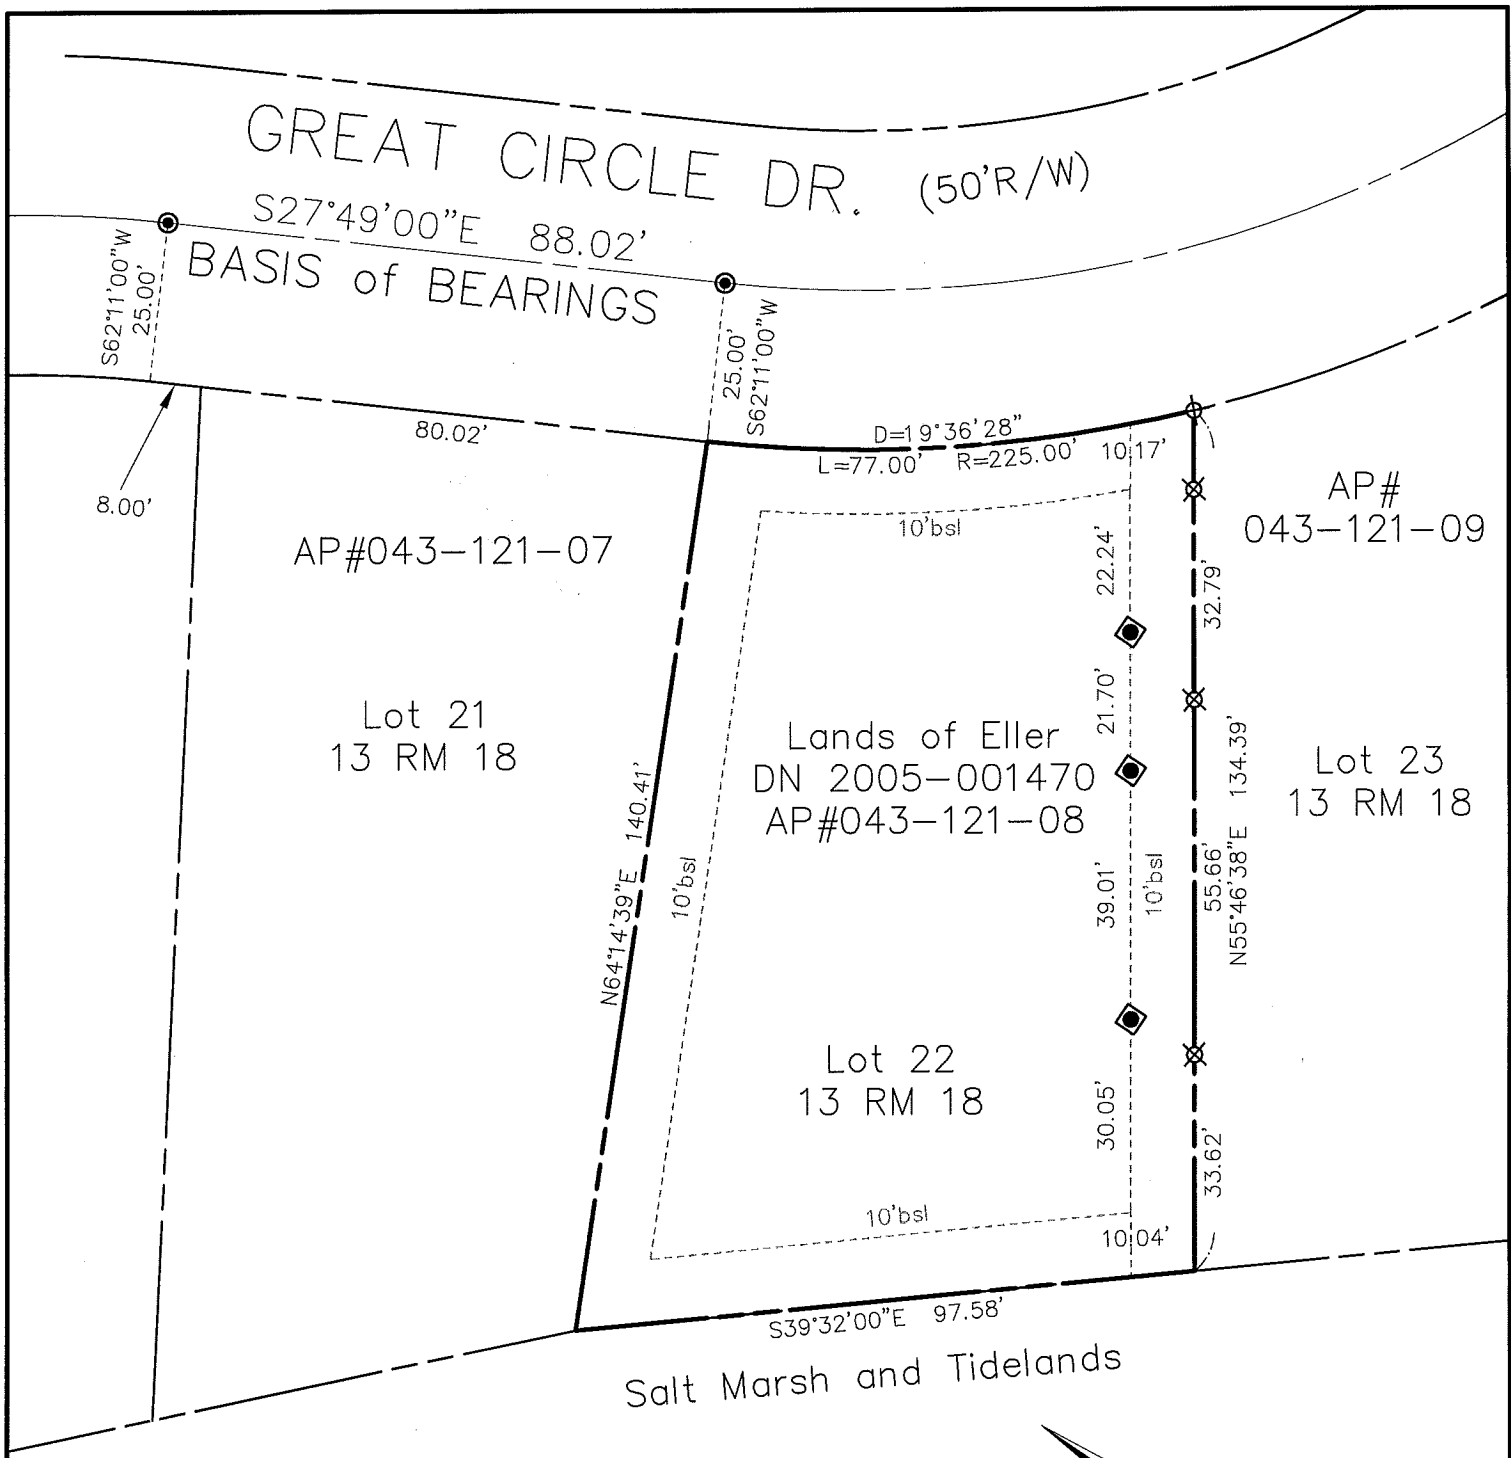 GREAT CIRCLE DR. (50'R/W)
S27°49'00"E 88.02'
BASIS of BEARINGS
S62°11'00"W
25.00'
25.00'
S62°11'00"W
80.02'
8.00'
D=19°36'28"
L=77.00' R=225.00' 10.17'
AP#
043-121-09
10'bsl
AP#043-121-07
22.24'
32.79'
Lot 21
13 RM 18
21.70'
Lands of Eller
DN 2005-001470
AP#043-121-08
Lot 23
13 RM 18
N64°14'39"E 140.41'
10'bsl
39.01'
10'bsl
55.66'
N55°46'38"E 134.39'
Lot 22
13 RM 18
30.05'
33.62'
10'bsl
10.04'
S39°32'00"E 97.58'
Salt Marsh and Tidelands